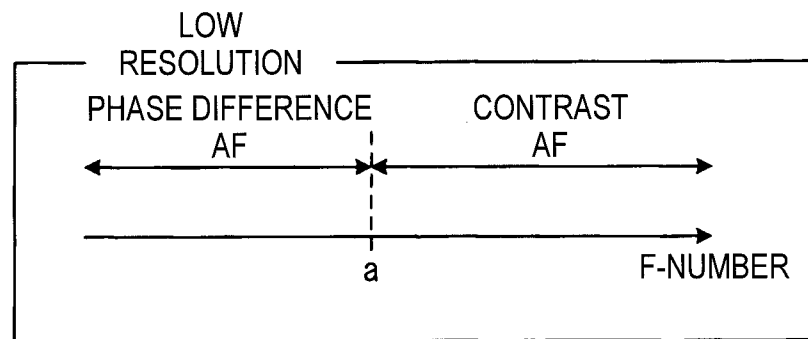 LOW
RESOLUTION
PHASE DIFFERENCE
AF
CONTRAST
AF
a
F-NUMBER